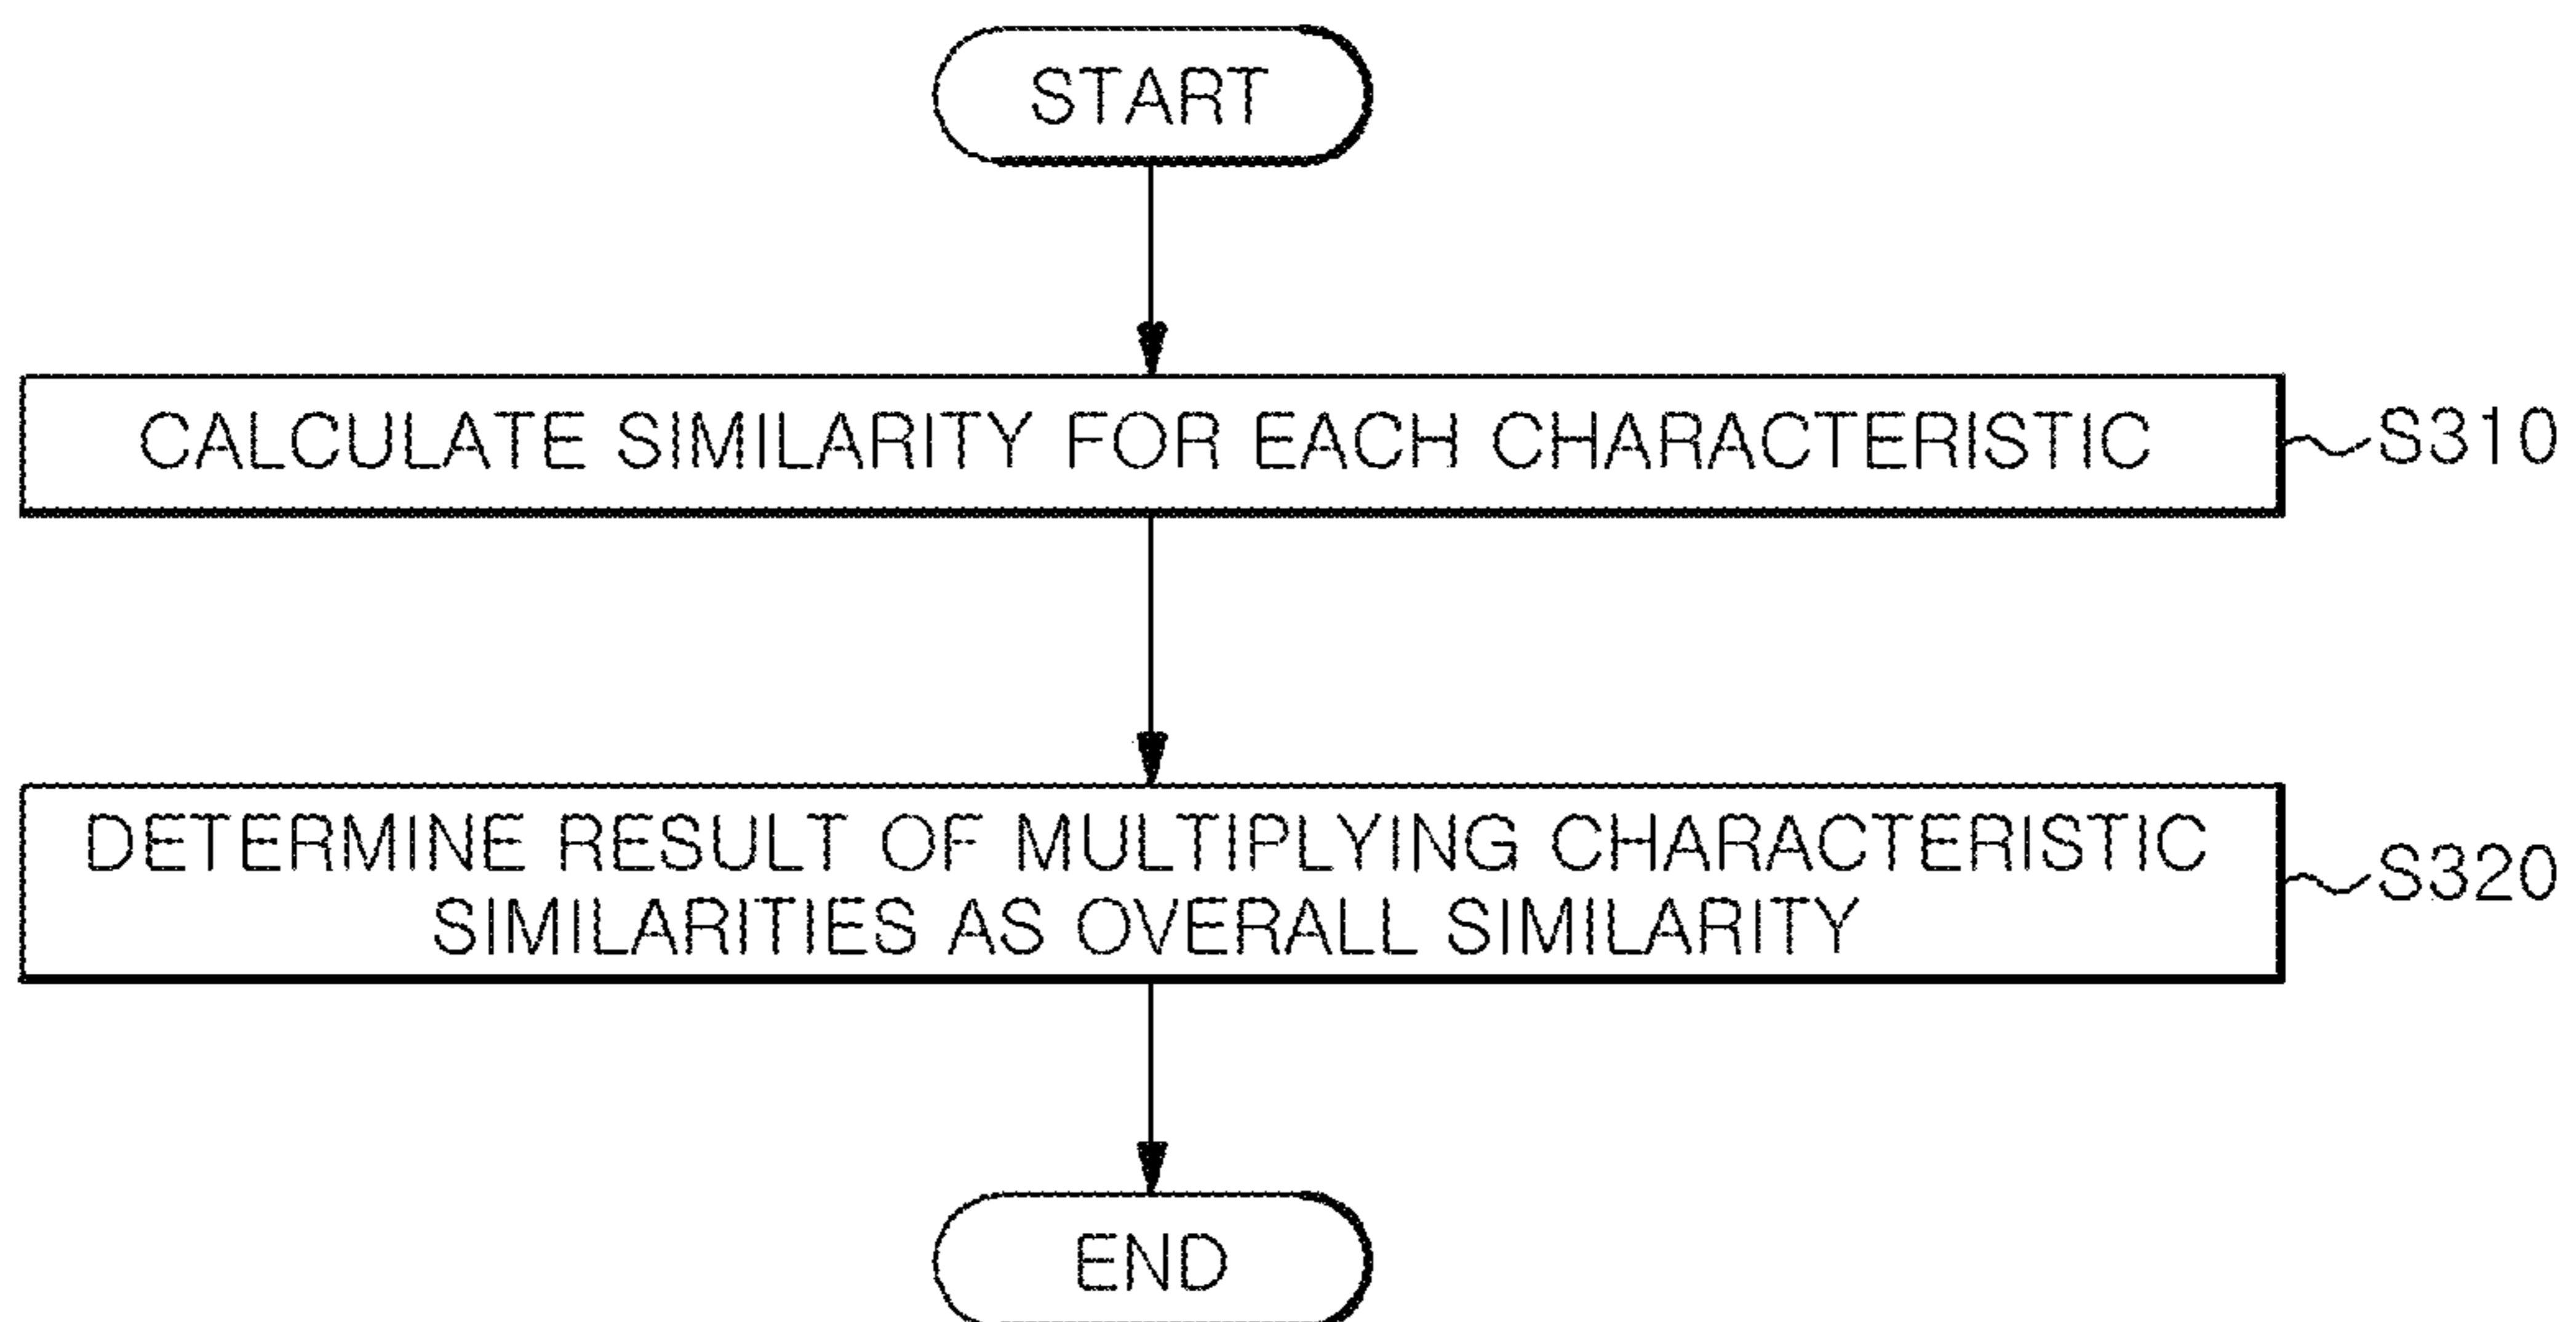 START
CALCULATE SIMILARITY FOR EACH CHARACTERISTIC
S310
DETERMINE RESULT OF MULTIPLYING CHARACTERISTIC
SIMILARITIES AS OVERALL SIMILARITY
S320
END